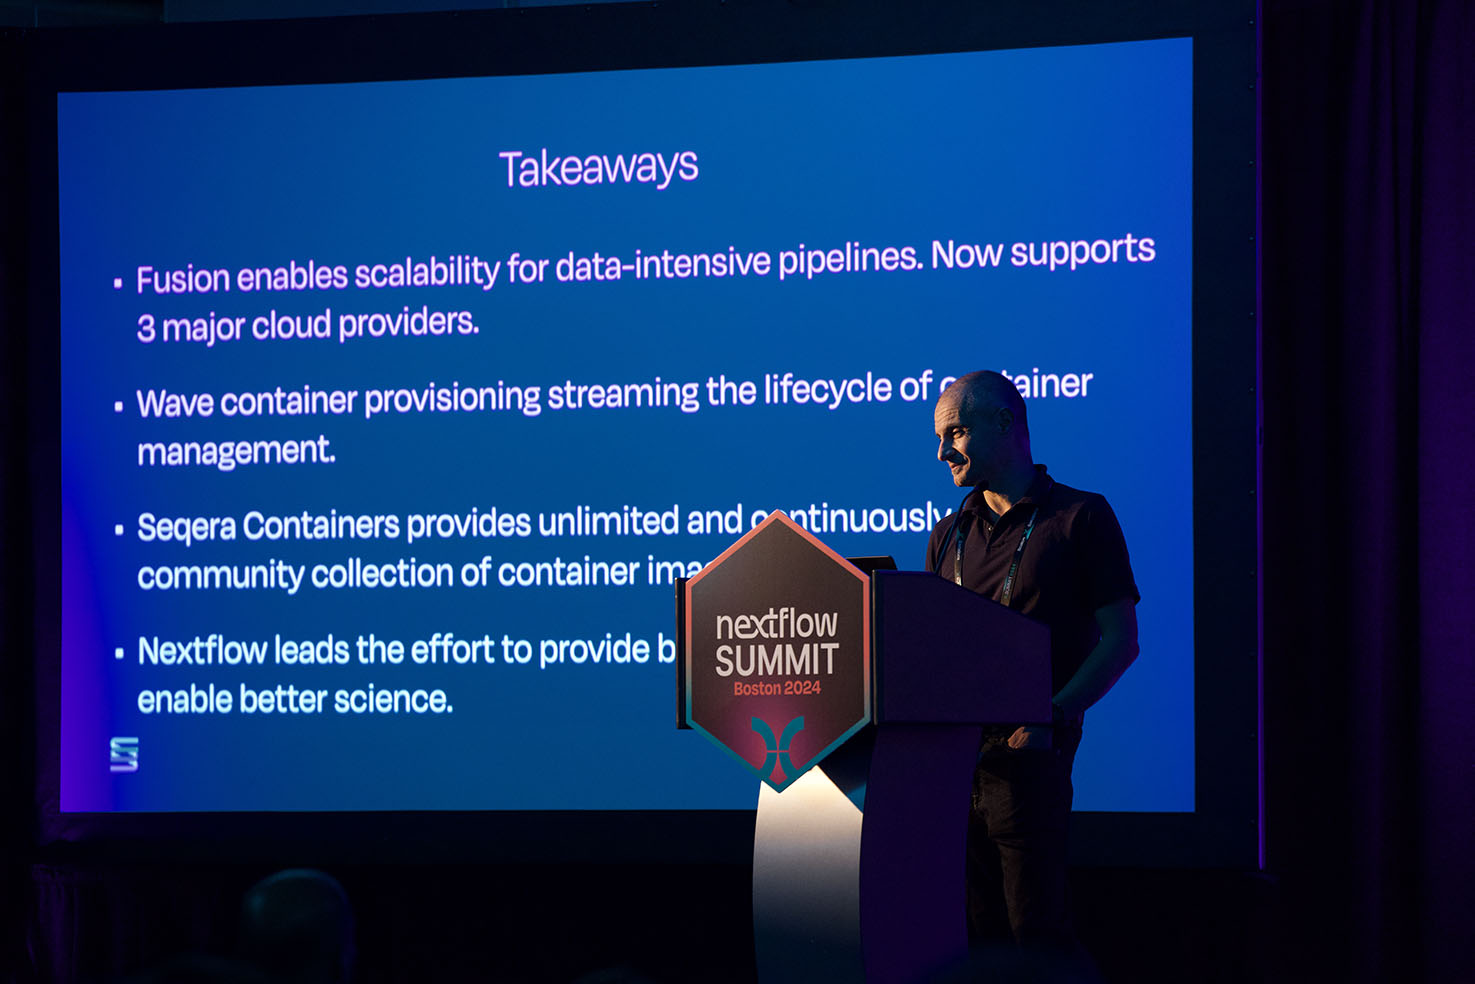 Takeaways
Fusion enables scalability for data-intensive pipelines. Now supports
3 major cloud providers.
Wave container provisioning streaming the lifecycle of
management.
Seqera Containers provides unlimited and continuously
community collection of container
Nextflow leads the effort to provide
enable better science.
nextflow
SUMMIT
Boston 2024